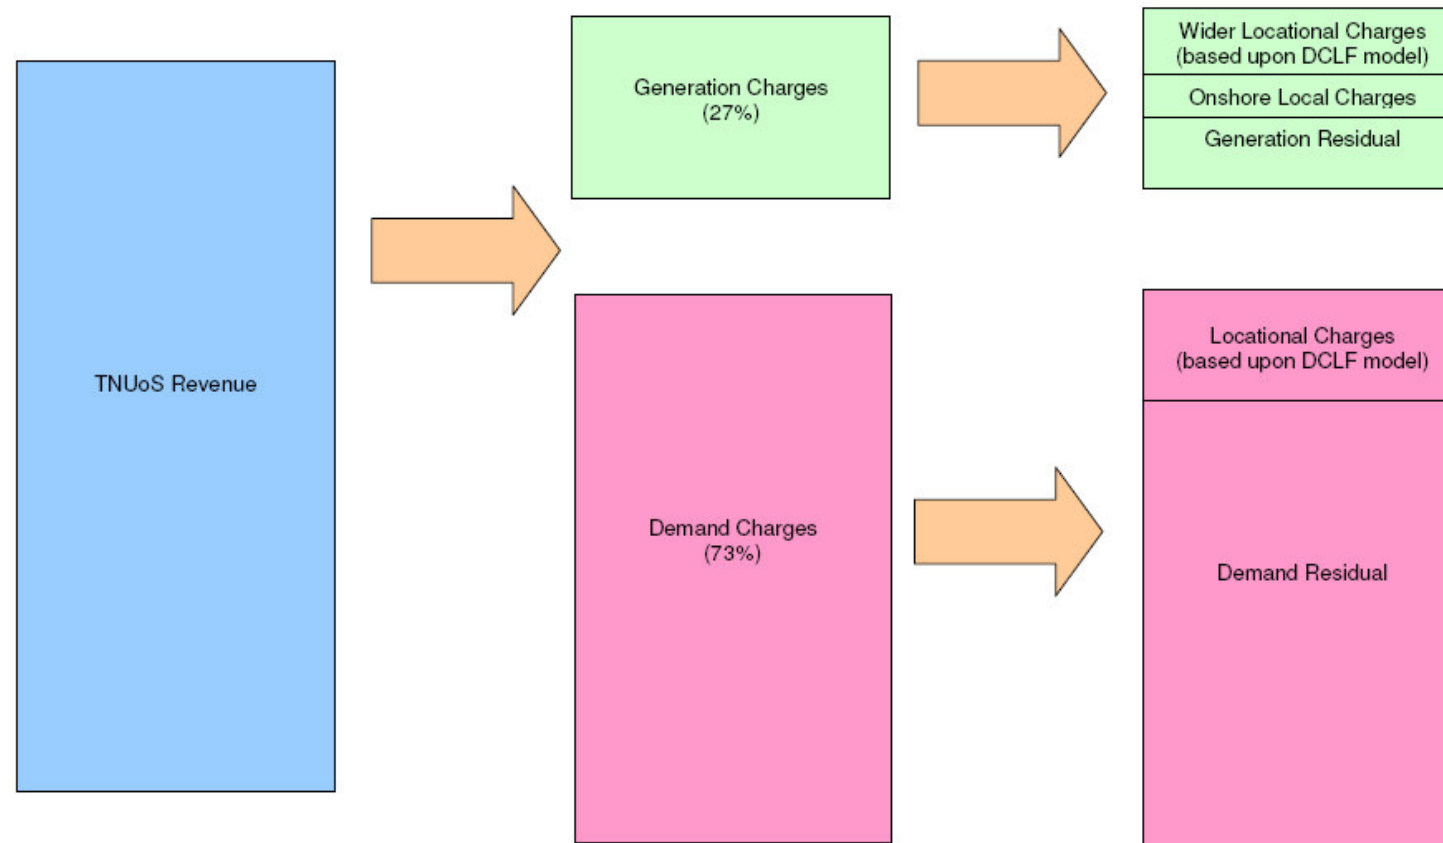 TNUoS Revenue
Generation Charges
(27%)
Wider Locational Charges
(based upon DCLF model)
Onshore Local Charges
Generation Residual
Demand Charges
(73%)
Locational Charges
(based upon DCLF model)
Demand Residual